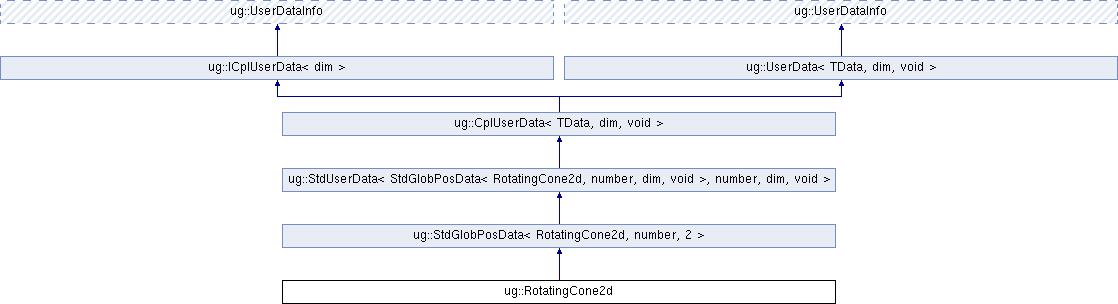 ug::UserDataInfo
ug::UserDataInfo
ug::ICplUserData< dim >
ug::UserData< TData, dim, void >
ug::CplUserData< TData, dim, void >
ug::StdUserData< StdGlobPosData< RotatingCone2d, number, dim, void >, number, dim, void >
ug::StdGlobPosData< RotatingCone2d, number, 2 >
ug::RotatingCone2d